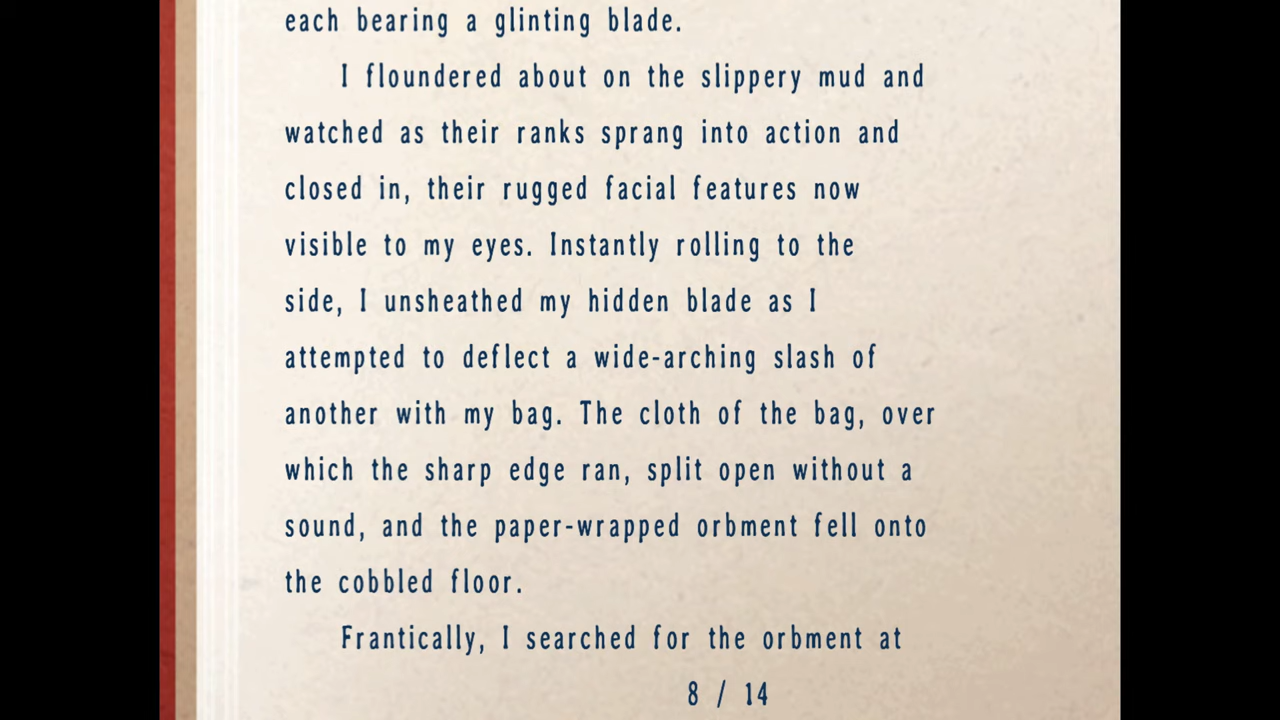 each bearing a glinting blade.
I floundered about on the slippery mud and
watched as their ranks sprang into action and
closed in, their rugged facial features now
visible to my eyes. Instantly rolling to the
side, I unsheathed my hidden blade as I
attempted to deflect a wide-arching slash of
another with my bag. The cloth of the bag, over
which the sharp edge ran, split open without a
sound, and the paper-wrapped orbment fell onto
the cobbled floor.
Frantically, I searched for the orbment at
8 / 14